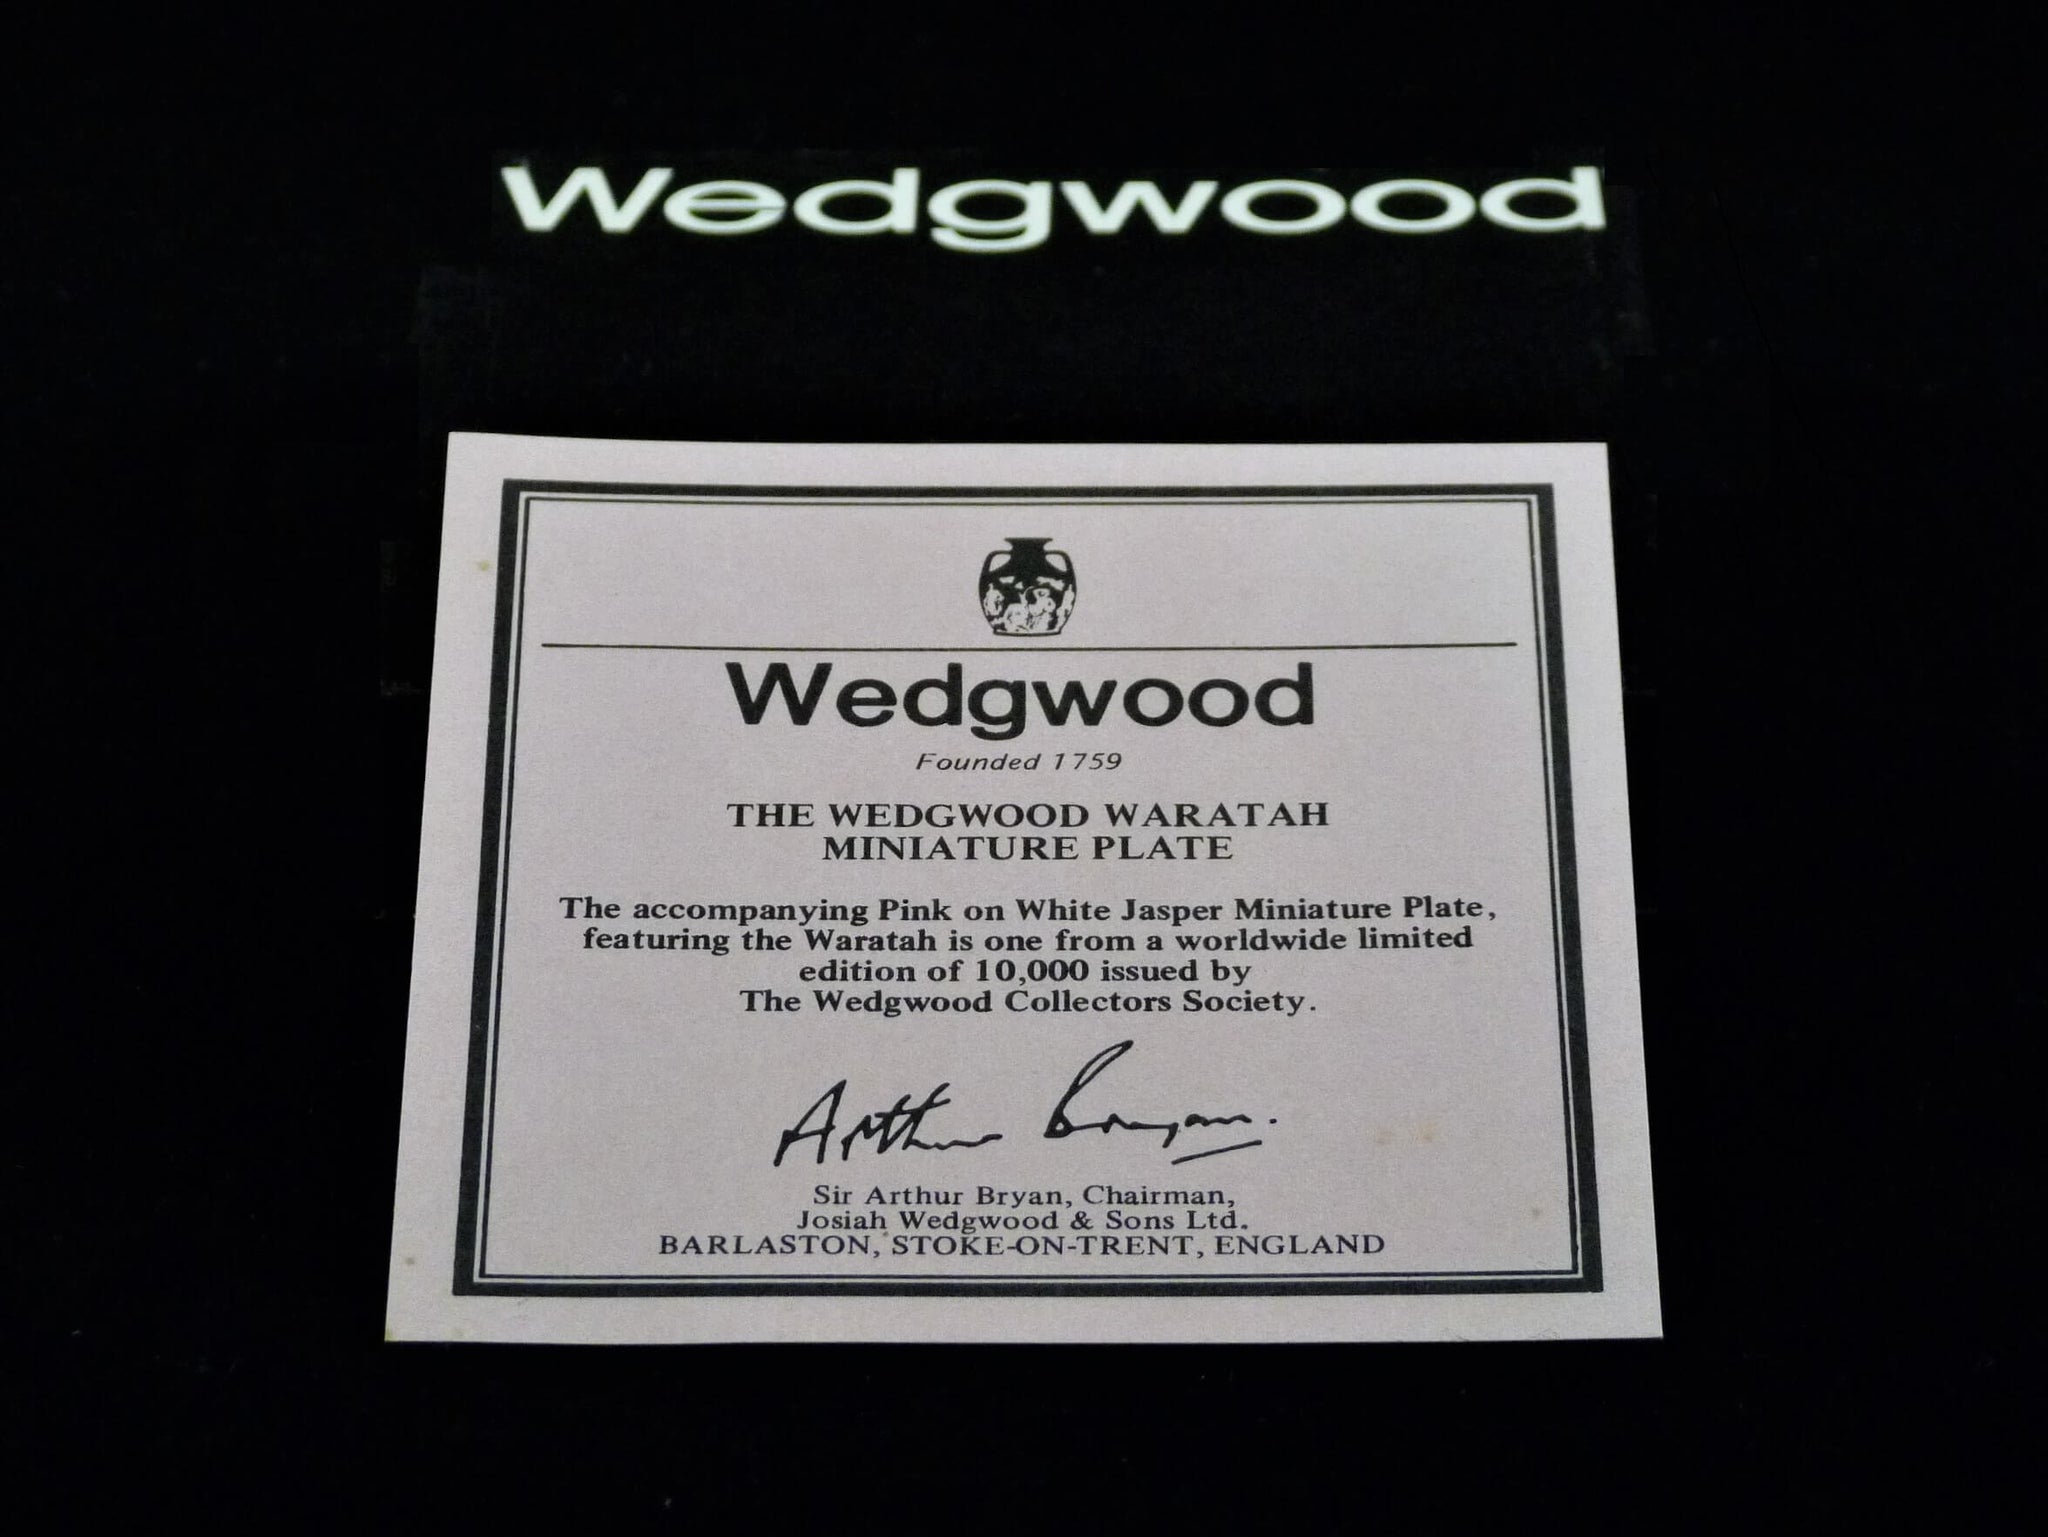 Wedgwood
Wedgwood
Founded 1759
THE WEDGWOOD WARATAH
MINIATURE PLATE
The accompanying Pink on White Jasper Miniature Plate,
featuring the Waratah is one from a worldwide limited
edition of 10,000 issued by
The Wedgwood Collectors Society.
Arthur Bryan.
Sir Arthur Bryan, Chairman,
Josiah Wedgwood & Sons Ltd.
BARLASTON, STOKE-ON-TRENT, ENGLAND